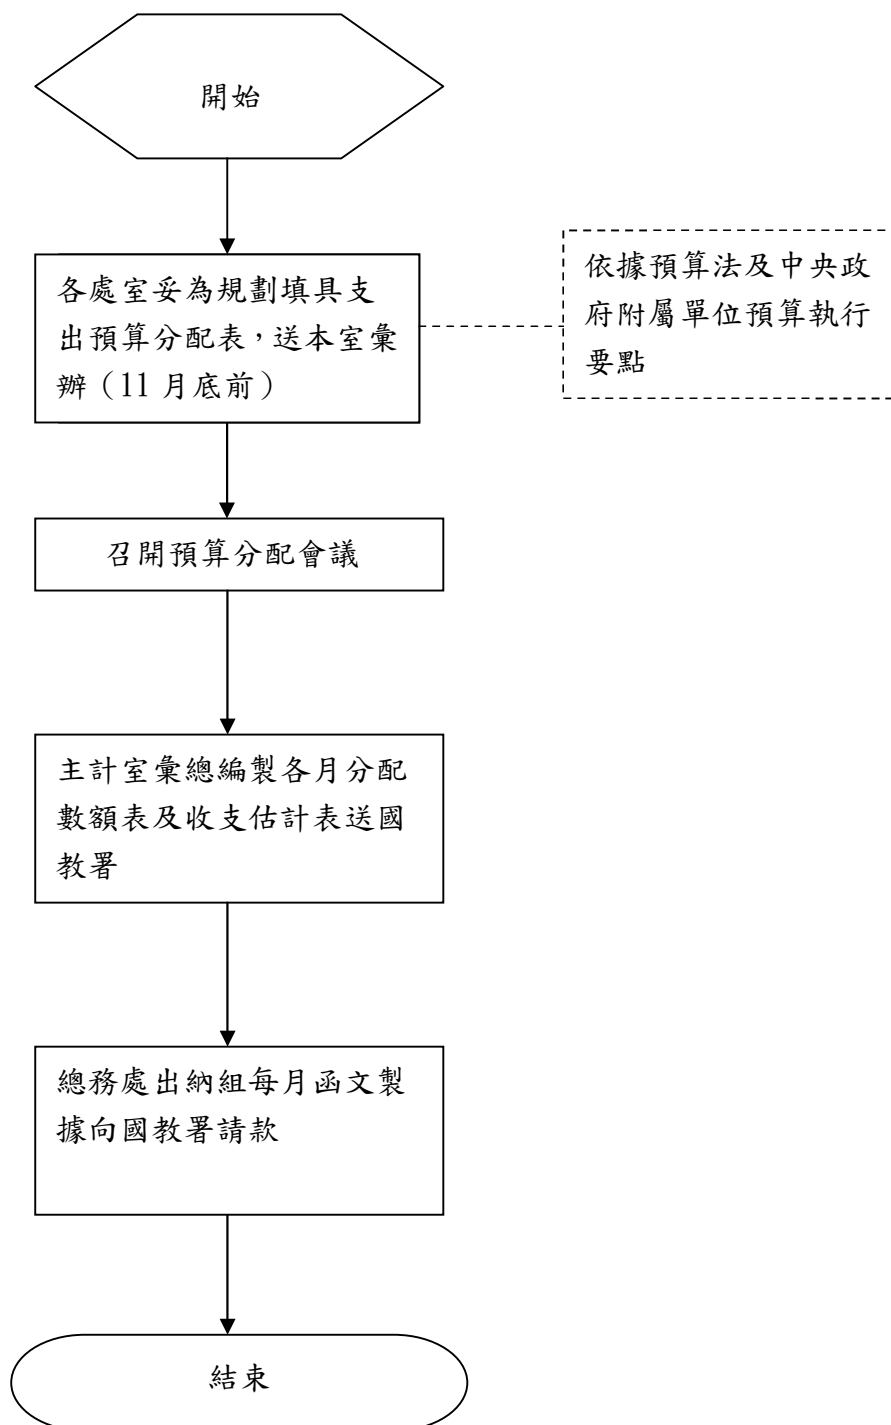 開始
各處室妥為規劃填具支
出預算分配表，送本室彙
辦（11 月底前）
依據預算法及中央政
府附屬單位預算執行
要點
召開預算分配會議
主計室彙總編製各月分配
數額表及收支估計表送國
教署
總務處出納組每月函文製
據向國教署請款
結束